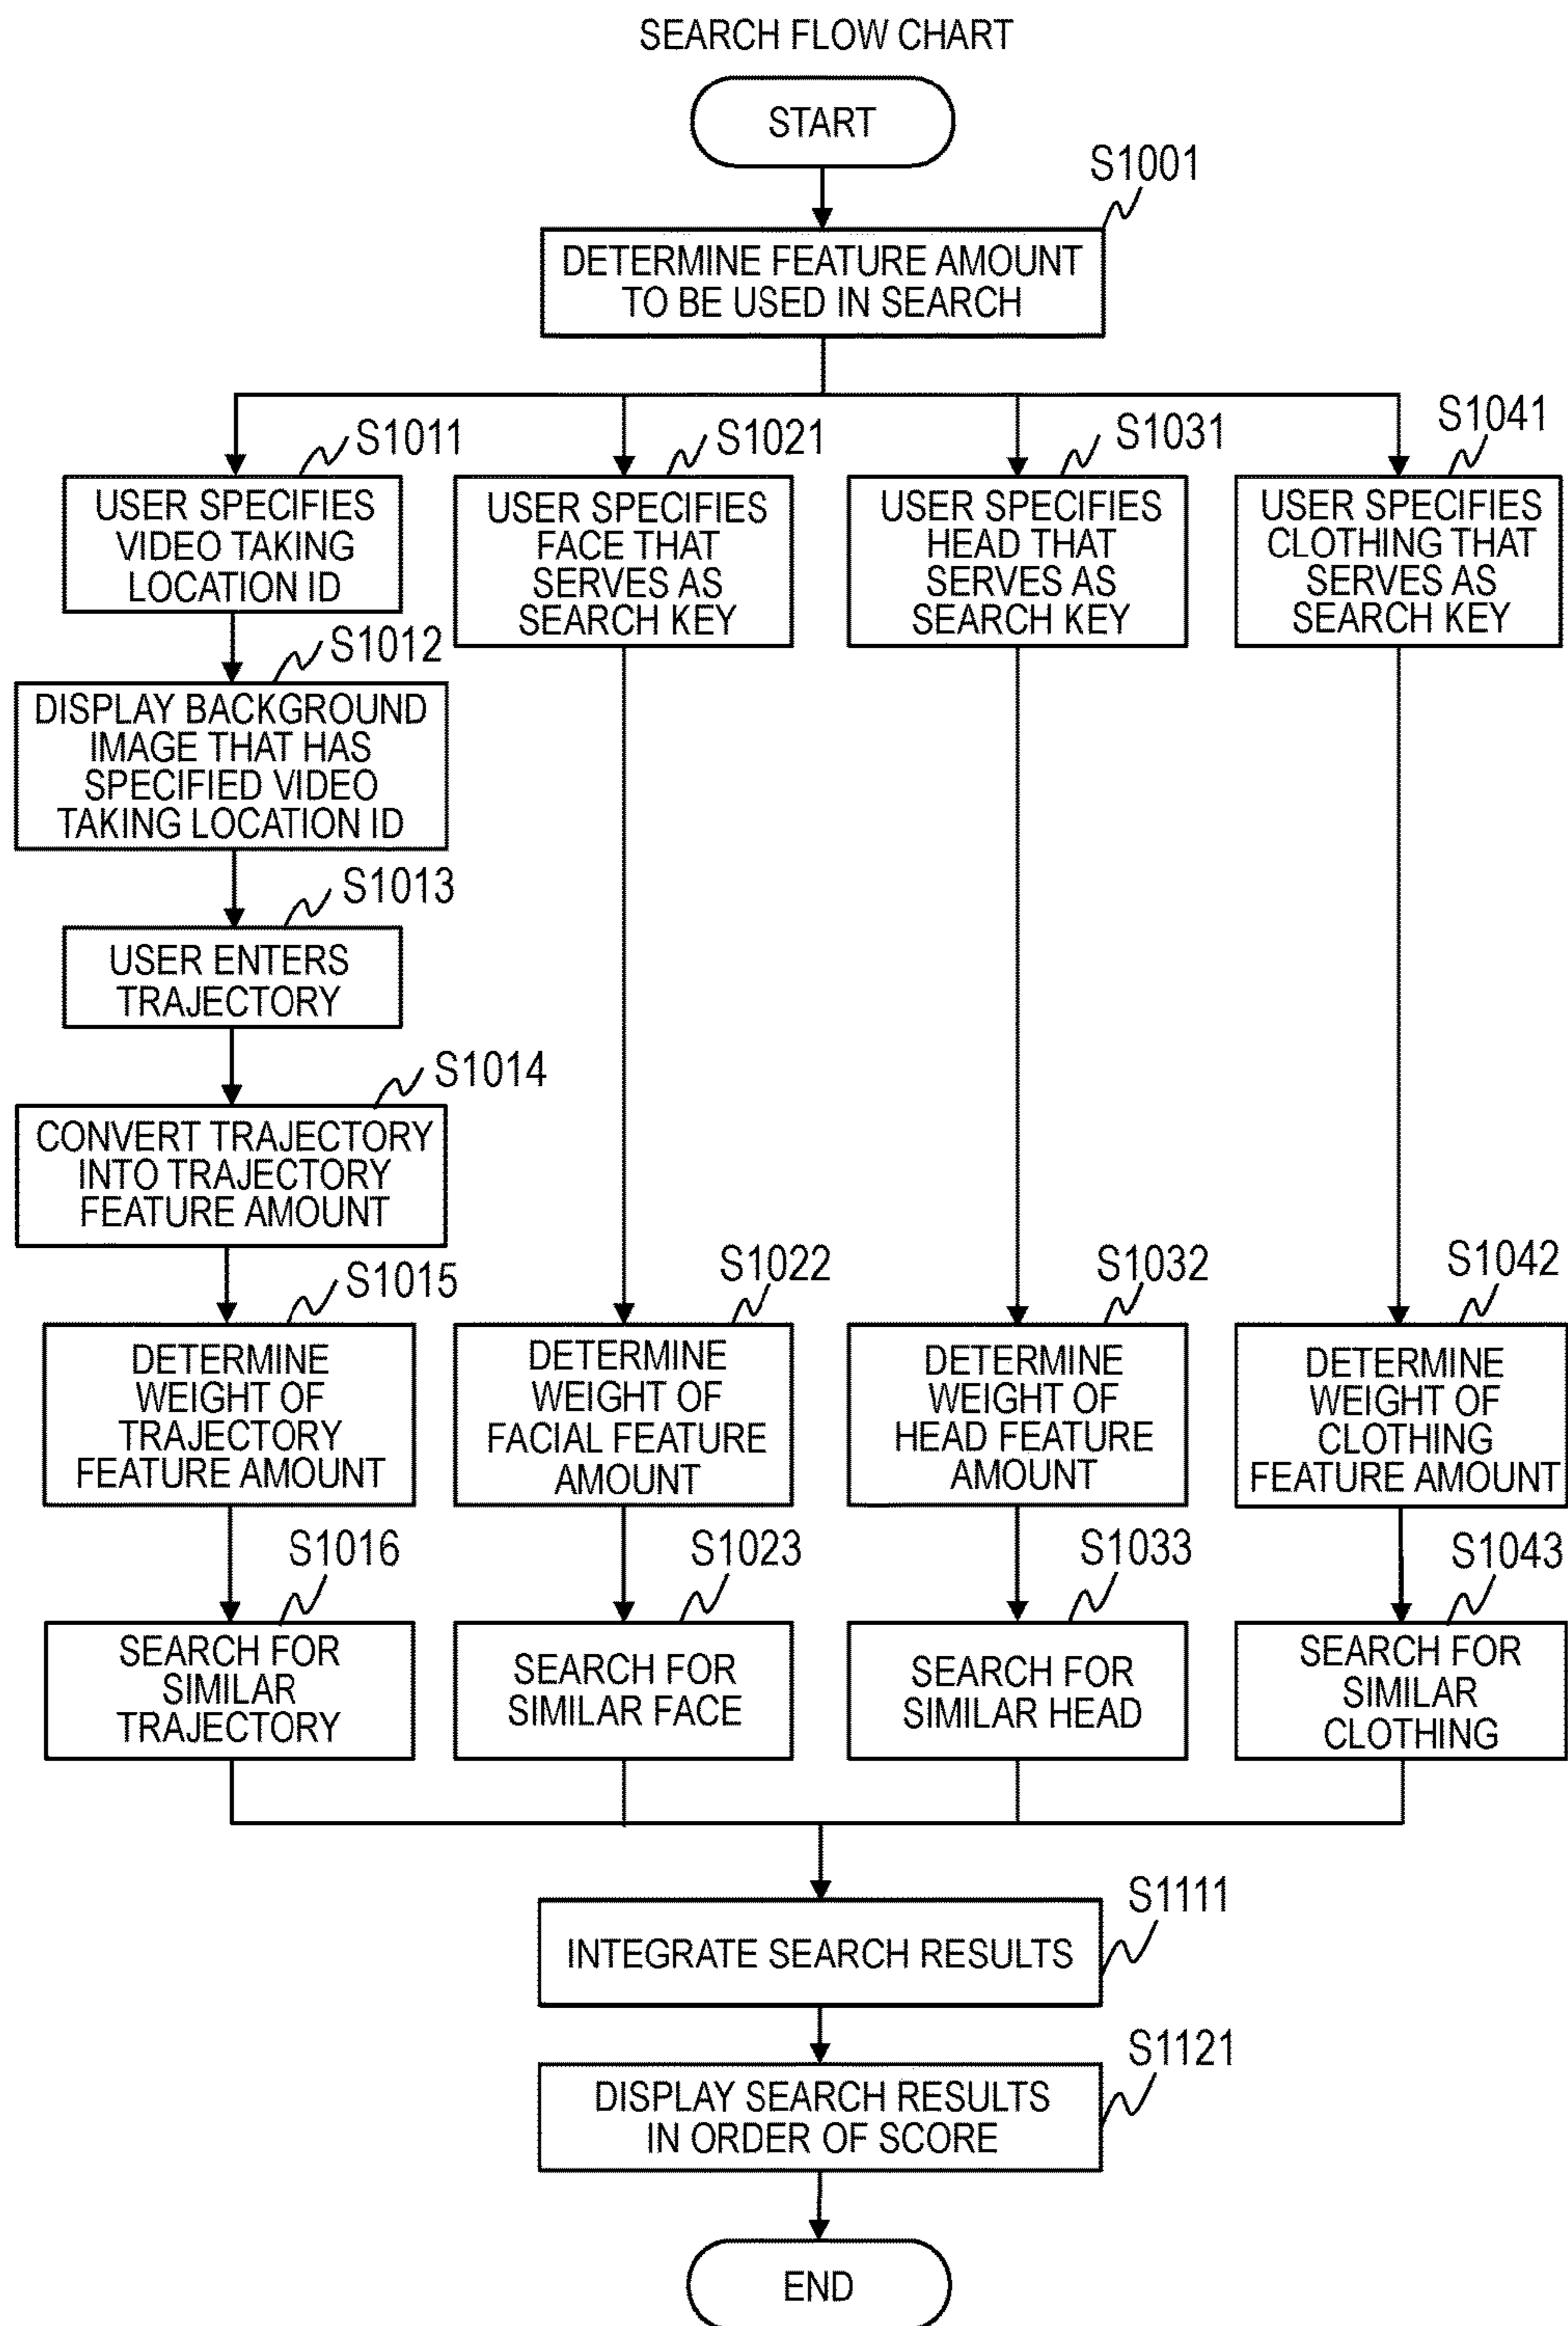 SEARCH FLOW CHART
START
S1001
DETERMINE FEATURE AMOUNT
TO BE USED IN SEARCH
S1011
USER SPECIFIES
VIDEO TAKING
LOCATION ID
S1012
DISPLAY BACKGROUND
IMAGE THAT HAS
SPECIFIED VIDEO
TAKING LOCATION ID
S1013
USER ENTERS
TRAJECTORY
S1014
CONVERT TRAJECTORY
INTO TRAJECTORY
FEATURE AMOUNT
S1015
DETERMINE
WEIGHT OF
TRAJECTORY
FEATURE AMOUNT
S1016
SEARCH FOR
SIMILAR
TRAJECTORY
S1021
USER SPECIFIES
FACE THAT
SERVES AS
SEARCH KEY
S1022
DETERMINE
WEIGHT OF
FACIAL FEATURE
AMOUNT
S1023
SEARCH FOR
SIMILAR FACE
S1031
USER SPECIFIES
HEAD THAT
SERVES AS
SEARCH KEY
S1032
DETERMINE
WEIGHT OF
HEAD FEATURE
AMOUNT
S1033
SEARCH FOR
SIMILAR HEAD
S1041
USER SPECIFIES
CLOTHING THAT
SERVES AS
SEARCH KEY
S1042
DETERMINE
WEIGHT OF
CLOTHING
FEATURE AMOUNT
S1043
SEARCH FOR
SIMILAR
CLOTHING
S1111
INTEGRATE SEARCH RESULTS
S1121
DISPLAY SEARCH RESULTS
IN ORDER OF SCORE
END